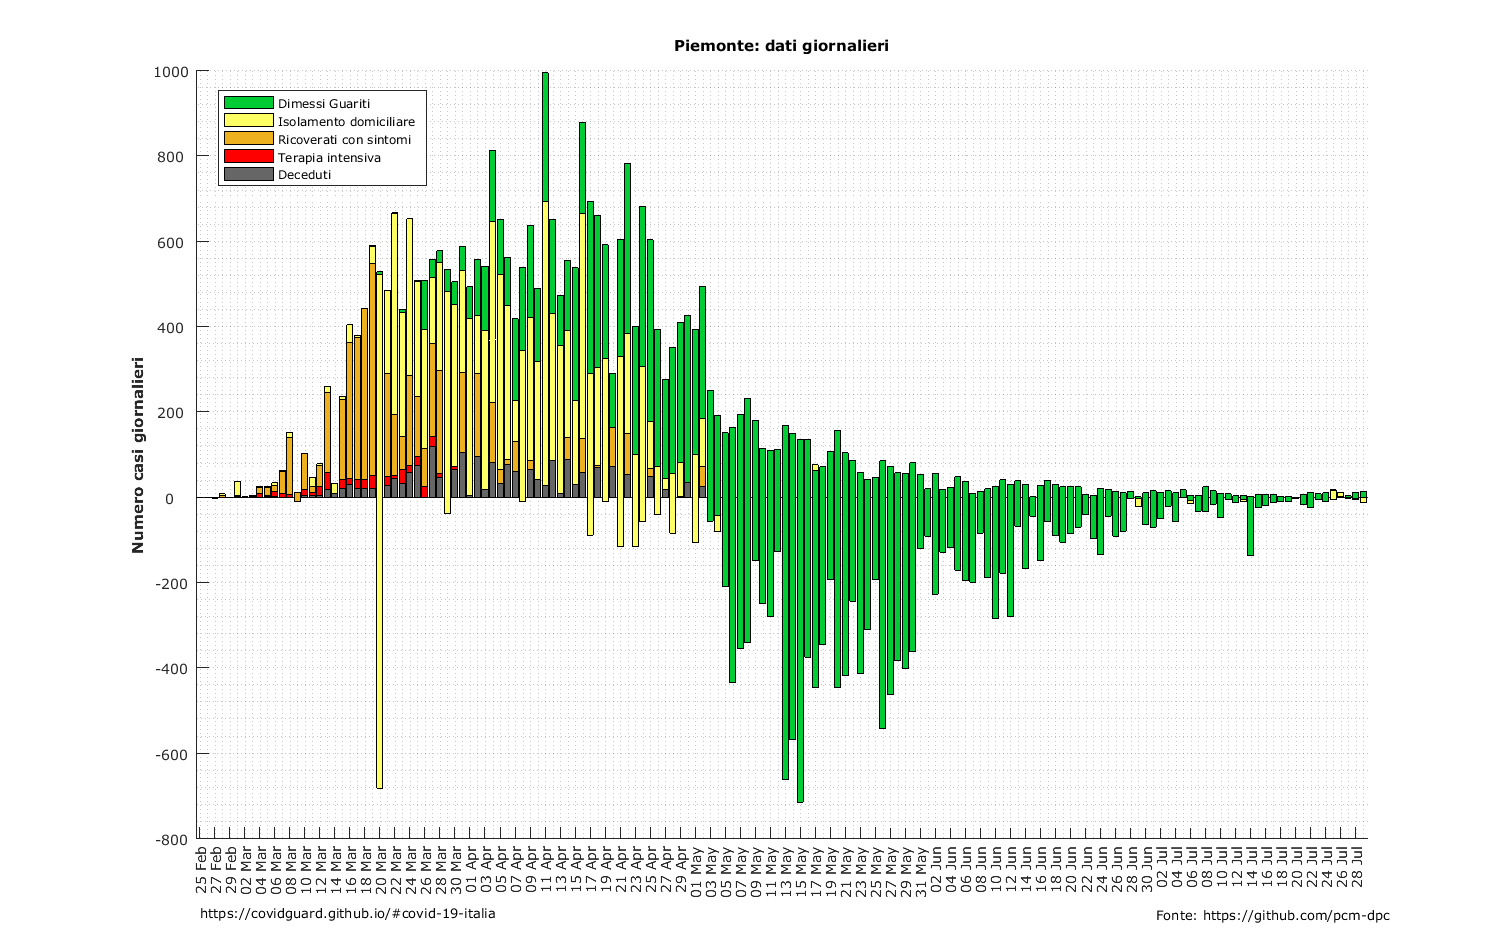 Piemonte: dati giornalieri
Dimessi Guariti
Isolamento domiciliare
Ricoverati con sintomi
Terapia intensiva
Deceduti
Numero casi giornalieri
1000
800
600
400
200
0
-200
-400
-600
-800
25 Feb
27 Feb
29 Feb
02 Mar
04 Mar
06 Mar
08 Mar
10 Mar
12 Mar
14 Mar
16 Mar
18 Mar
20 Mar
22 Mar
24 Mar
26 Mar
28 Mar
30 Mar
01 Apr
03 Apr
05 Apr
07 Apr
09 Apr
11 Apr
13 Apr
15 Apr
17 Apr
19 Apr
21 Apr
23 Apr
25 Apr
27 Apr
29 Apr
01 May
03 May
05 May
07 May
09 May
11 May
13 May
15 May
17 May
19 May
21 May
23 May
25 May
27 May
29 May
31 May
02 Jun
04 Jun
06 Jun
08 Jun
10 Jun
12 Jun
14 Jun
16 Jun
18 Jun
20 Jun
22 Jun
24 Jun
26 Jun
28 Jun
30 Jun
02 Jul
04 Jul
06 Jul
08 Jul
10 Jul
12 Jul
14 Jul
16 Jul
18 Jul
20 Jul
22 Jul
24 Jul
26 Jul
28 Jul
https://covidguard.github.io/#covid-19-italia
Fonte: https://github.com/pcm-dpc